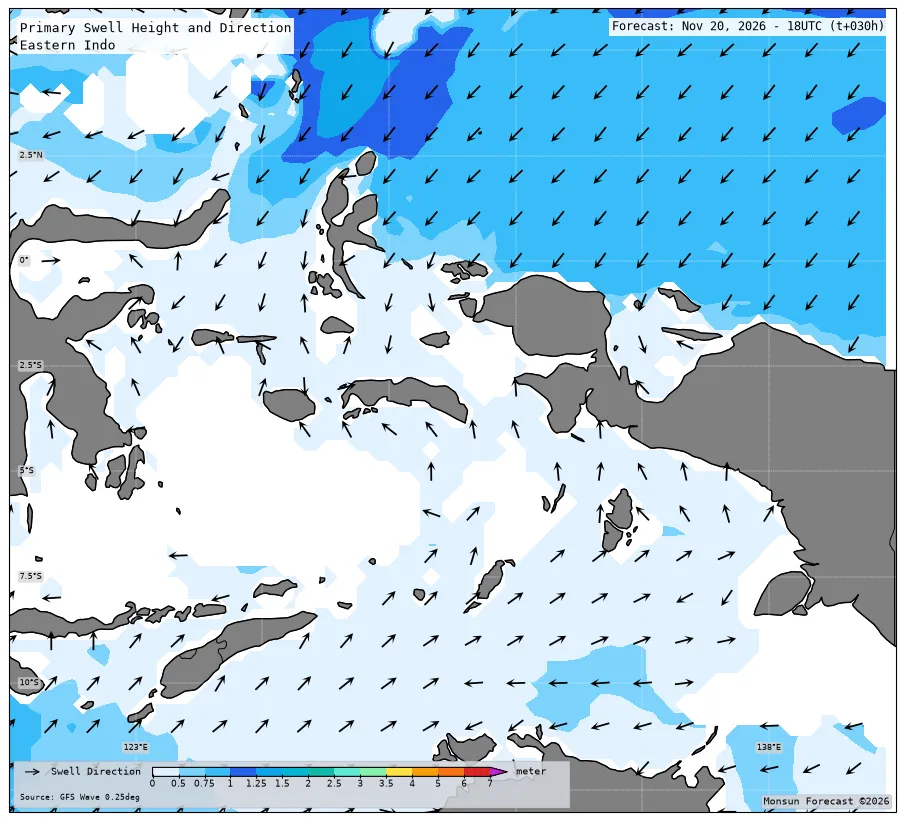 Primary Swell Height and Direction
Eastern Indo
Forecast: Nov 20, 2026 - 18UTC (t+030h)
2.5°N
0°
2.5°S
5°S
7.5°S
10°S
123°E
138°E
Swell Direction
0 0.5 0.75 1 1.25 1.5 2 2.5 3 3.5 4 5 6 7
meter
Source: GFS Wave 0.25deg
Monsun Forecast ©2026